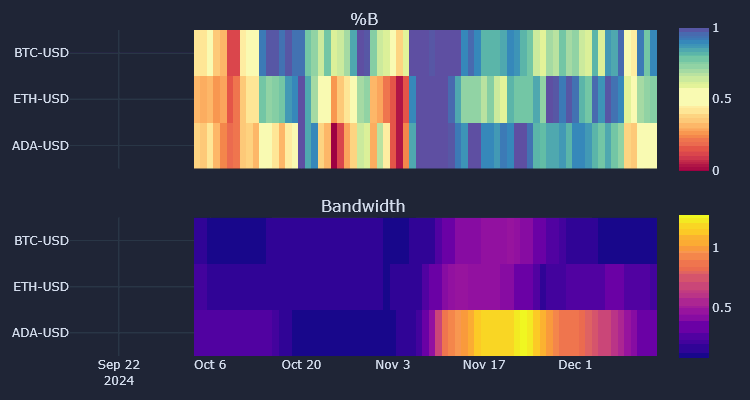 %B
BTC-USD
ETH-USD
ADA-USD
1
0.5
0
Bandwidth
BTC-USD
ETH-USD
ADA-USD
1
0.5
Sep 22
2024
Oct 6
Oct 20
Nov 3
Nov 17
Dec 1